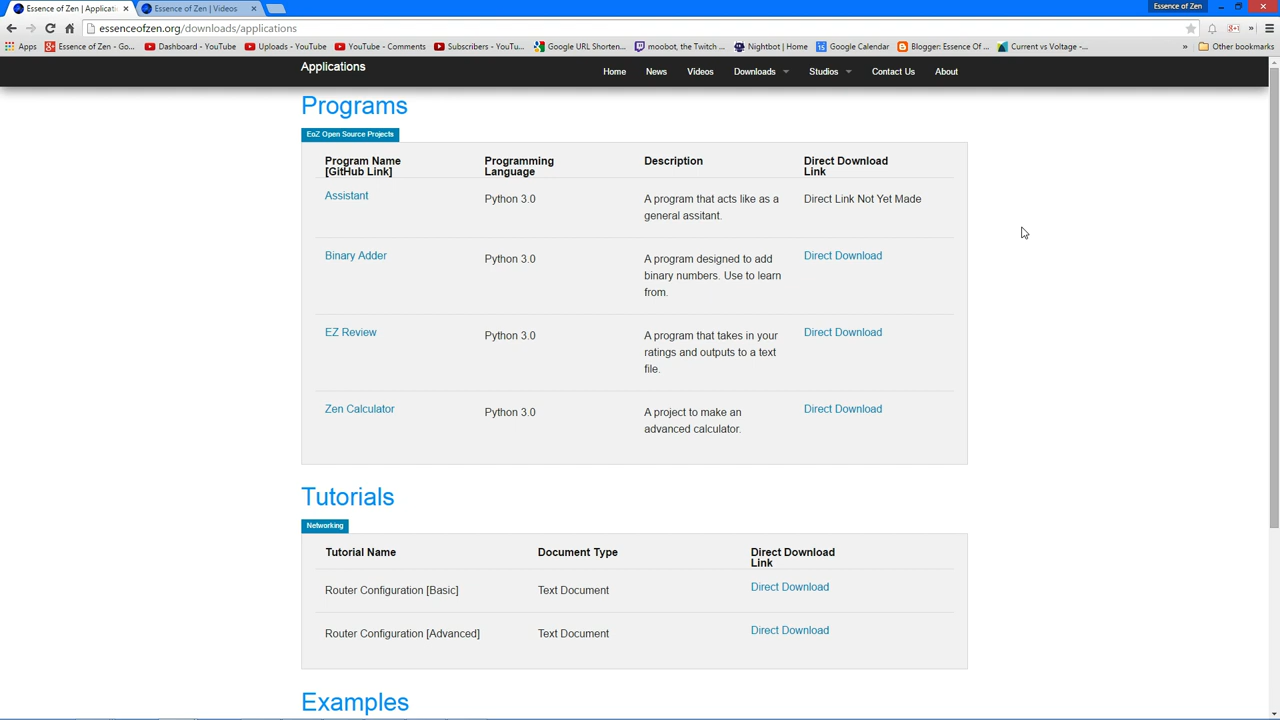 Essence of Zen | Applicati
Essence of Zen | Videos
Essence of Zen
essenceofzen.org/downloads/applications
Apps
Essence of Zen - Go...
Dashboard - YouTube
Uploads - YouTube
YouTube - Comments
Subscribers - YouTu...
Google URL Shorten...
moobot, the Twitch ...
Nightbot | Home
Google Calendar
Blogger: Essence Of ...
Current vs Voltage -...
Other bookmarks
Applications
Home
News
Videos
Downloads
Studios
Contact Us
About
Programs
EoZ Open Source Projects
Program Name
[GitHub Link]
Programming
Language
Description
Direct Download
Link
Assistant
Python 3.0
A program that acts like as a
general assitant.
Direct Link Not Yet Made
Binary Adder
Python 3.0
A program designed to add
binary numbers. Use to learn
from.
Direct Download
EZ Review
Python 3.0
A program that takes in your
ratings and outputs to a text
file.
Direct Download
Zen Calculator
Python 3.0
A project to make an
advanced calculator.
Direct Download
Tutorials
Networking
Tutorial Name
Document Type
Direct Download
Link
Router Configuration [Basic]
Text Document
Direct Download
Router Configuration [Advanced]
Text Document
Direct Download
Examples